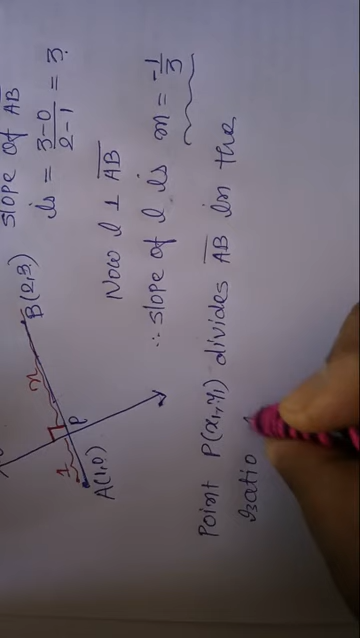 slope of AB
is = 3-0/2-1 = 3.
Now l ⊥ AB
∴ slope of l is m = -1/3
Point P(x₁, y₁) divides AB in the
ratio
B(2,3)
n
P
1
A(1,0)